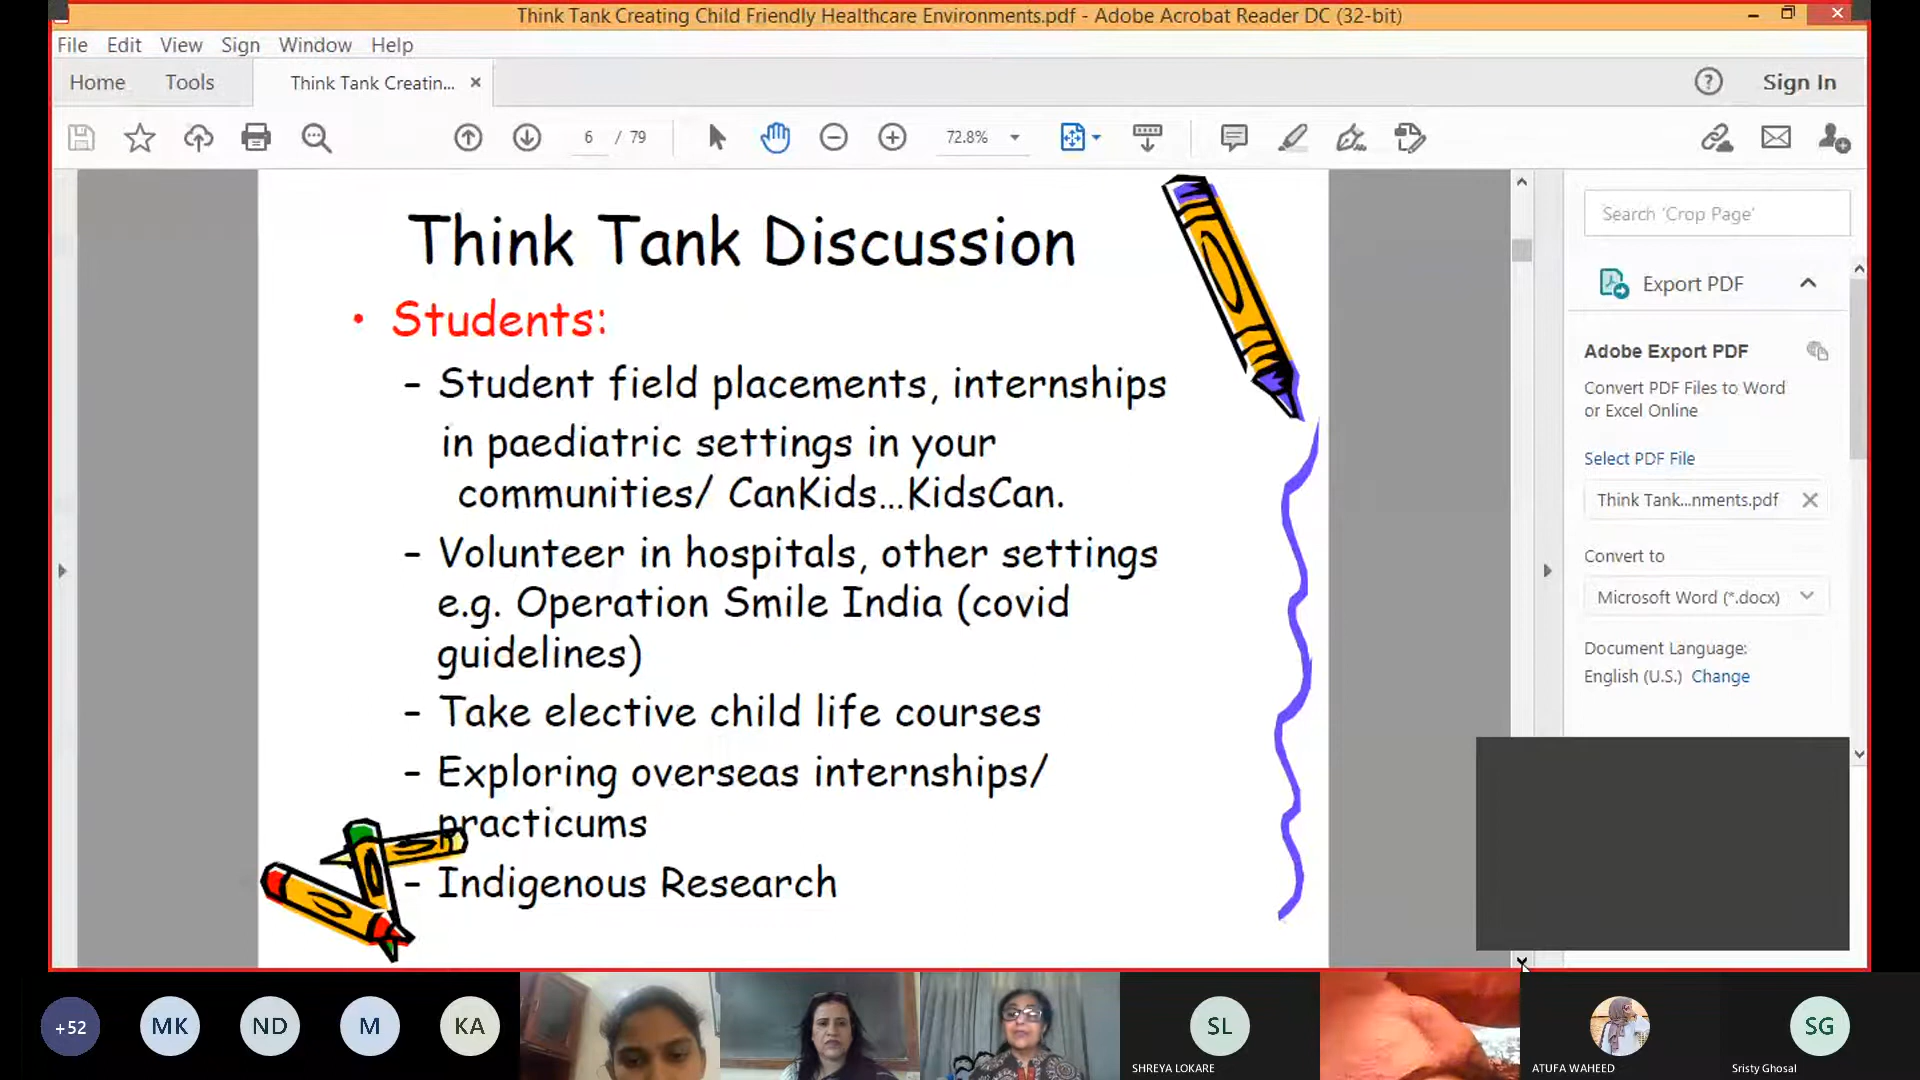 Think Tank Creating Child Friendly Healthcare Environments.pdf - Adobe Acrobat Reader DC (32-bit)
File Edit View Sign Window Help
Home Tools Think Tank Creatin... × Sign In
6 / 79 72.8%
Think Tank Discussion
• Students:
– Student field placements, internships
in paediatric settings in your
communities/ CanKids...KidsCan.
– Volunteer in hospitals, other settings
e.g. Operation Smile India (covid
guidelines)
– Take elective child life courses
– Exploring overseas internships/
practicums
– Indigenous Research
Search 'Crop Page'
Export PDF
Adobe Export PDF
Convert PDF Files to Word
or Excel Online
Select PDF File
Think Tank...nments.pdf
Convert to
Microsoft Word (*.docx)
Document Language:
English (U.S.) Change
+52 MK ND M KA SL SG
SHREYA LOKARE ATUFA WAHEED Sristy Ghosal